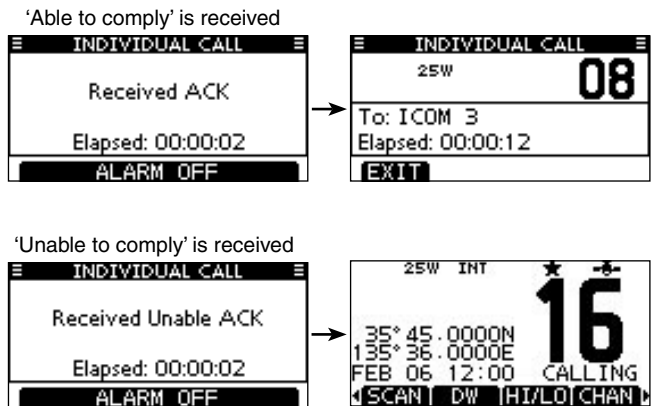 ‘Able to comply’ is received
INDIVIDUAL CALL
Received ACK
Elapsed: 00:00:02
ALARM OFF
INDIVIDUAL CALL
25W
08
To: ICOM 3
Elapsed: 00:00:12
EXIT
‘Unable to comply’ is received
INDIVIDUAL CALL
Received Unable ACK
Elapsed: 00:00:02
ALARM OFF
25W INT
16
35° 45.0000N
135° 36.0000E
FEB 06 12:00 CALLING
SCAN DW HI/LO CHAN